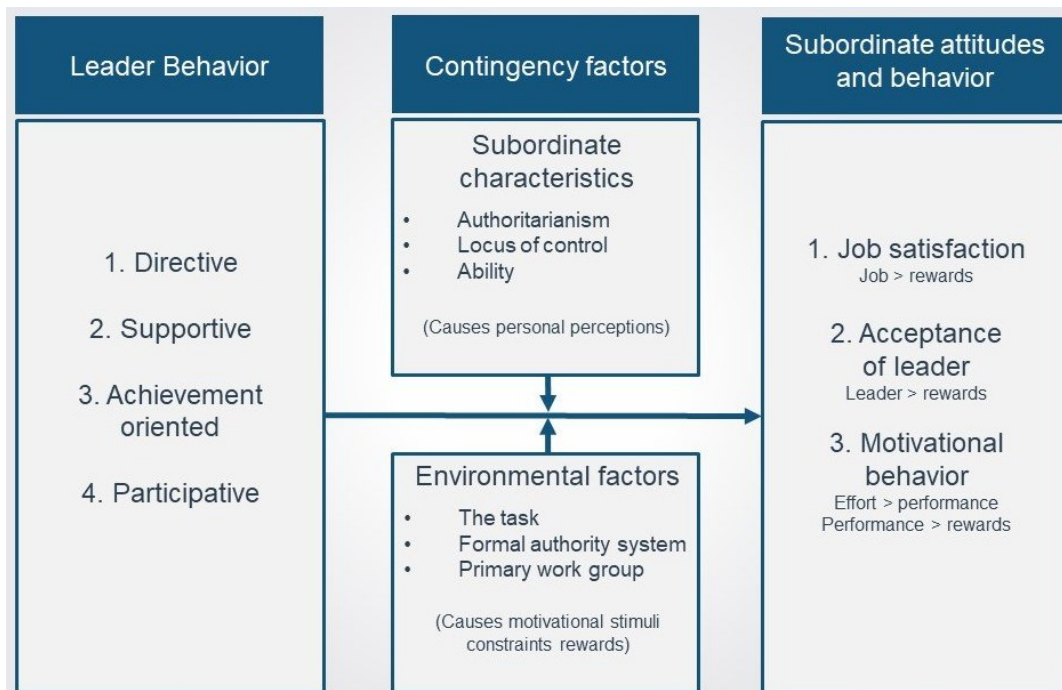 Leader Behavior
1. Directive
2. Supportive
3. Achievement
oriented
4. Participative
Contingency factors
Subordinate
characteristics
• Authoritarianism
• Locus of control
• Ability
(Causes personal perceptions)
Environmental factors
• The task
• Formal authority system
• Primary work group
(Causes motivational stimuli
constraints rewards)
Subordinate attitudes
and behavior
1. Job satisfaction
Job > rewards
2. Acceptance
of leader
Leader > rewards
3. Motivational
behavior
Effort > performance
Performance > rewards